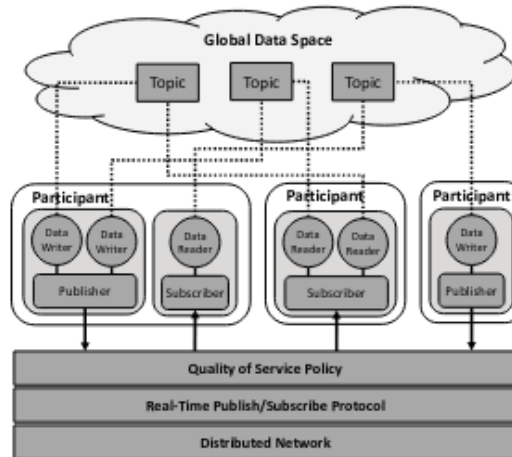 Global Data Space
Topic
Topic
Topic
Participant
Participant
Participant
Data
Writer
Data
Writer
Data
Reader
Data
Reader
Data
Reader
Data
Writer
Publisher
Subscriber
Subscriber
Publisher
Quality of Service Policy
Real-Time Publish/Subscribe Protocol
Distributed Network